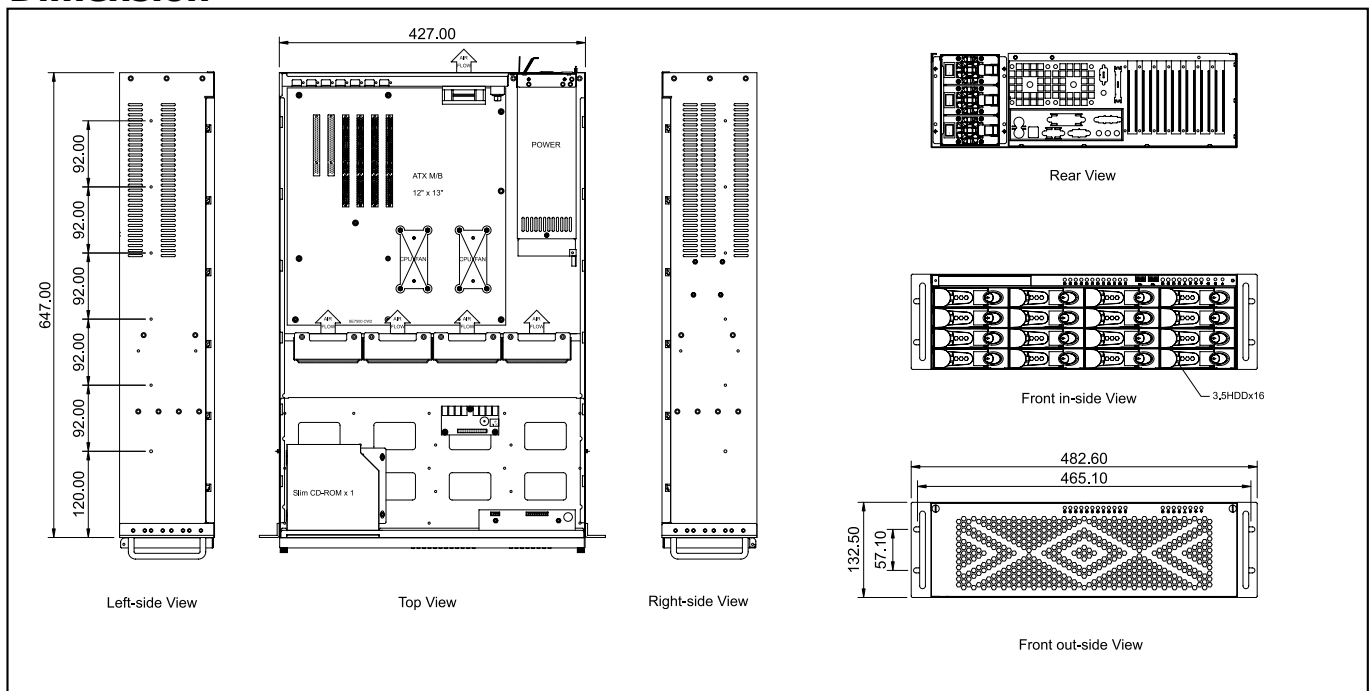 Dimension
427.00
AIR
FLOW
POWER
ATX M/B
12" x 13"
CPU FAN
CPU FAN
AIR
FLOW
AIR
FLOW
AIR
FLOW
AIR
FLOW
647.00
92.00
92.00
92.00
92.00
92.00
120.00
Slim CD-ROM x 1
Left-side View
Top View
Right-side View
Rear View
Front in-side View
3,5HDDx16
482.60
465.10
132.50
57.10
Front out-side View